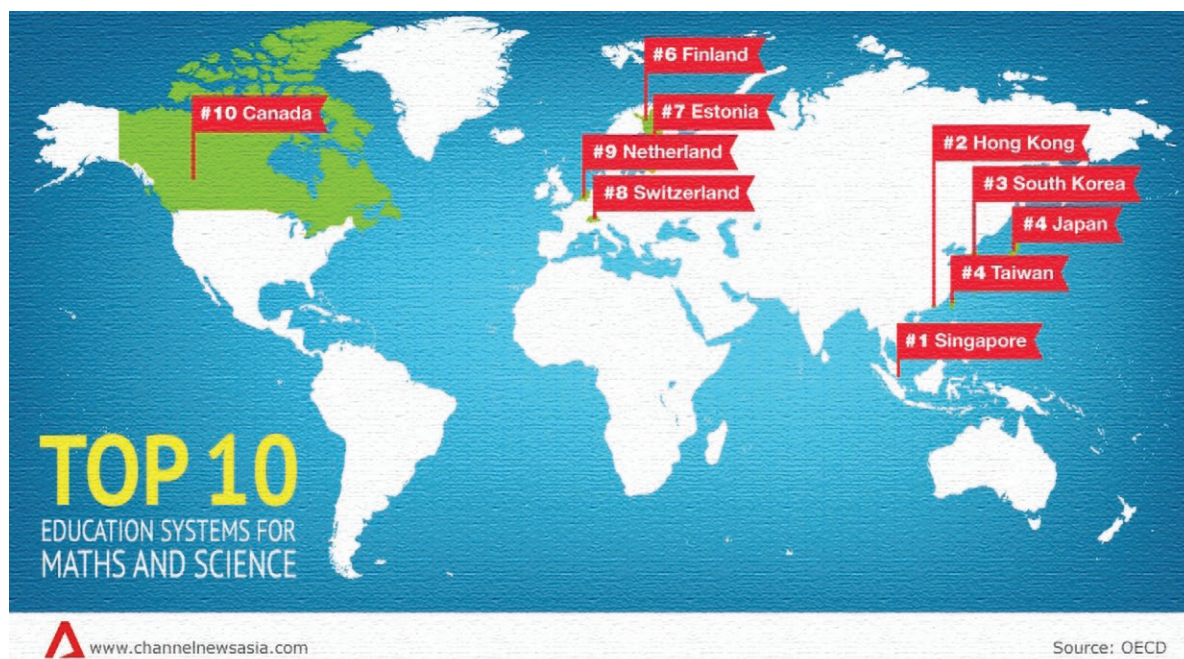 #6 Finland
#10 Canada
#7 Estonia
#9 Netherland
#2 Hong Kong
#8 Switzerland
#3 South Korea
#4 Japan
#4 Taiwan
#1 Singapore
TOP 10
EDUCATION SYSTEMS FOR
MATHS AND SCIENCE
www.channelnewsasia.com
Source: OECD